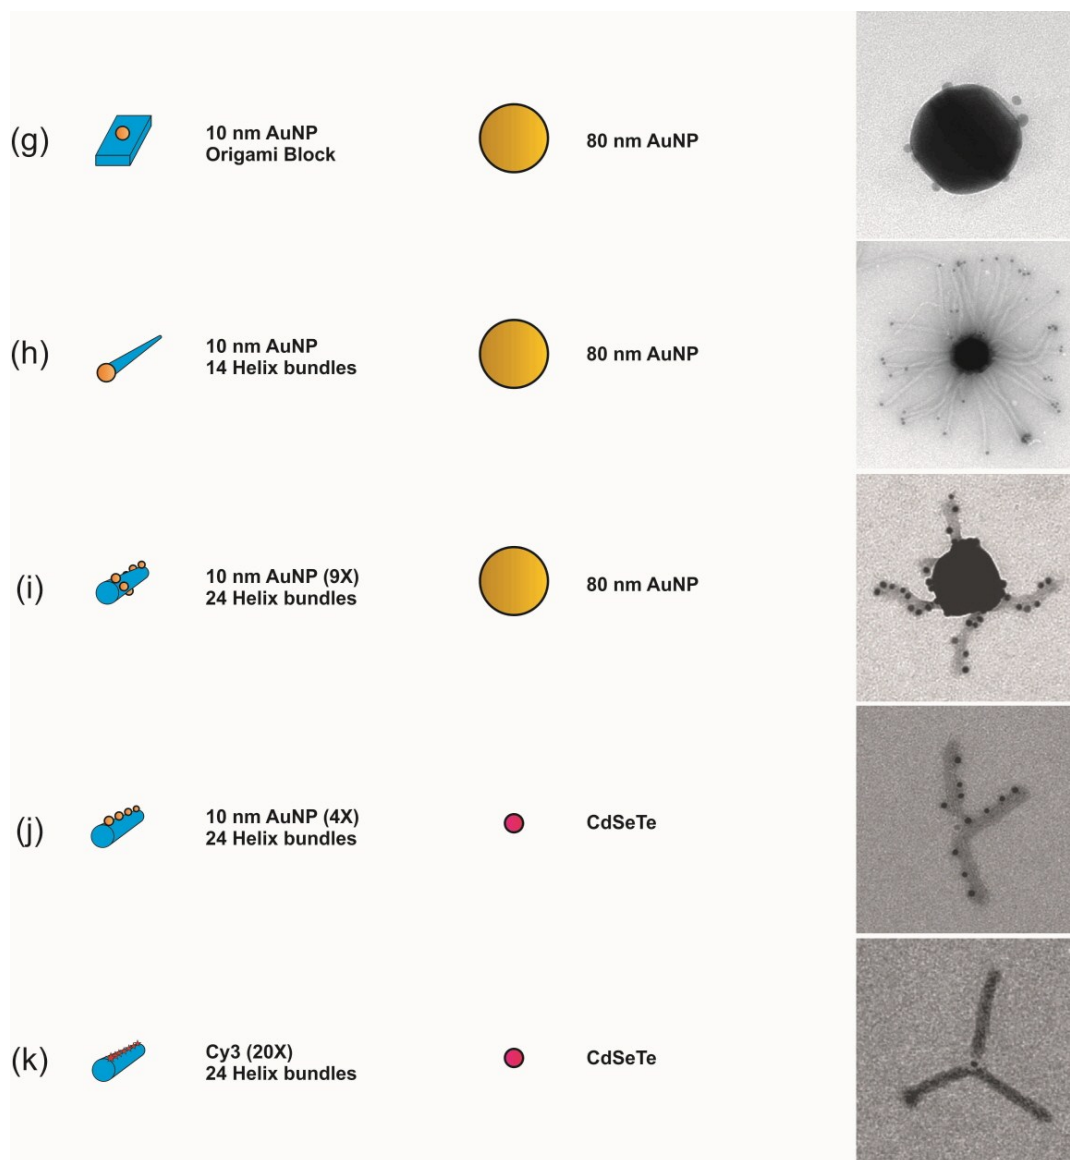 (g)
10 nm AuNP
Origami Block
80 nm AuNP
(h)
10 nm AuNP
14 Helix bundles
80 nm AuNP
(i)
10 nm AuNP (9X)
24 Helix bundles
80 nm AuNP
(j)
10 nm AuNP (4X)
24 Helix bundles
CdSeTe
(k)
Cy3 (20X)
24 Helix bundles
CdSeTe